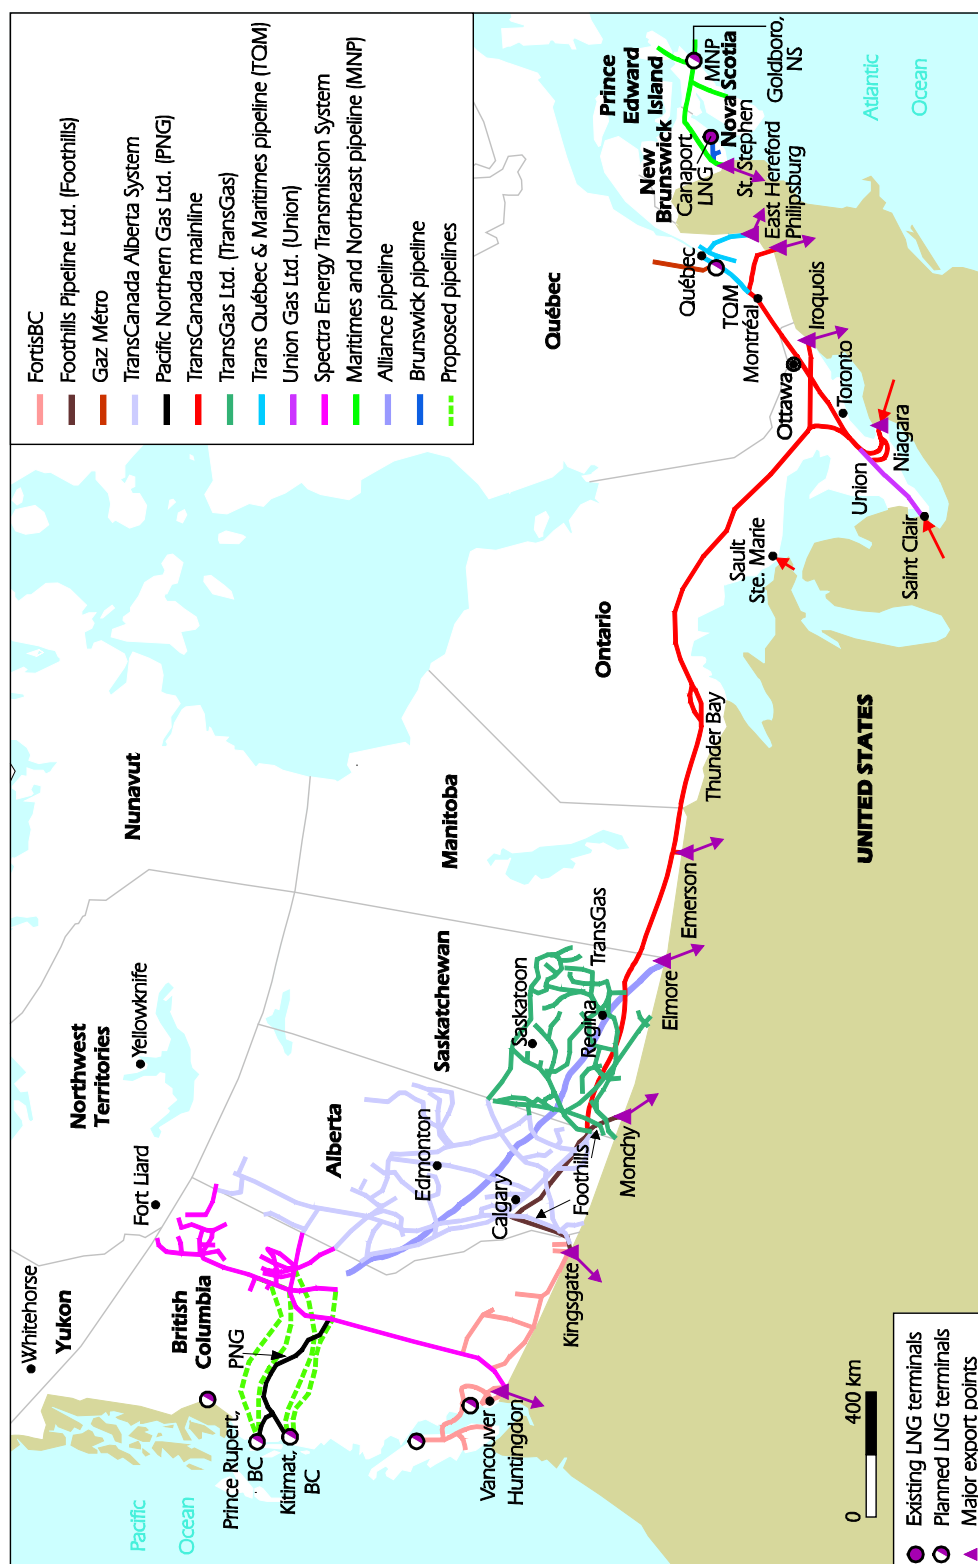 FortisBC
Foothills Pipeline Ltd. (Foothills)
Gaz Métro
TransCanada Alberta System
Pacific Northern Gas Ltd. (PNG)
TransCanada mainline
TransGas Ltd. (TransGas)
Trans Québec & Maritimes pipeline (TQM)
Union Gas Ltd. (Union)
Spectra Energy Transmission System
Maritimes and Northeast pipeline (MNP)
Alliance pipeline
Brunswick pipeline
Proposed pipelines
Whitehorse
Yukon
Fort Liard
Northwest
Territories
Yellowknife
Nunavut
Pacific
Ocean
British
Columbia
PNG
Prince Rupert,
BC
Kitimat,
BC
Vancouver
Huntingdon
Kingsgate
Alberta
Edmonton
Calgary
Foothills
Monchy
Saskatchewan
Saskatoon
Regina
TransGas
Elmore
Manitoba
Emerson
Ontario
Thunder Bay
Sault
Ste. Marie
Saint Clair
Union
Niagara
Toronto
Ottawa
Iroquois
Québec
Québec
TQM
Montréal
Philipsburg
East Hereford
St. Stephen
New
Brunswick
Canaport
LNG
Prince
Edward
Island
Nova Scotia
MNP
Goldboro,
NS
Atlantic
Ocean
UNITED STATES
0 400 km
Existing LNG terminals
Planned LNG terminals
Major export points